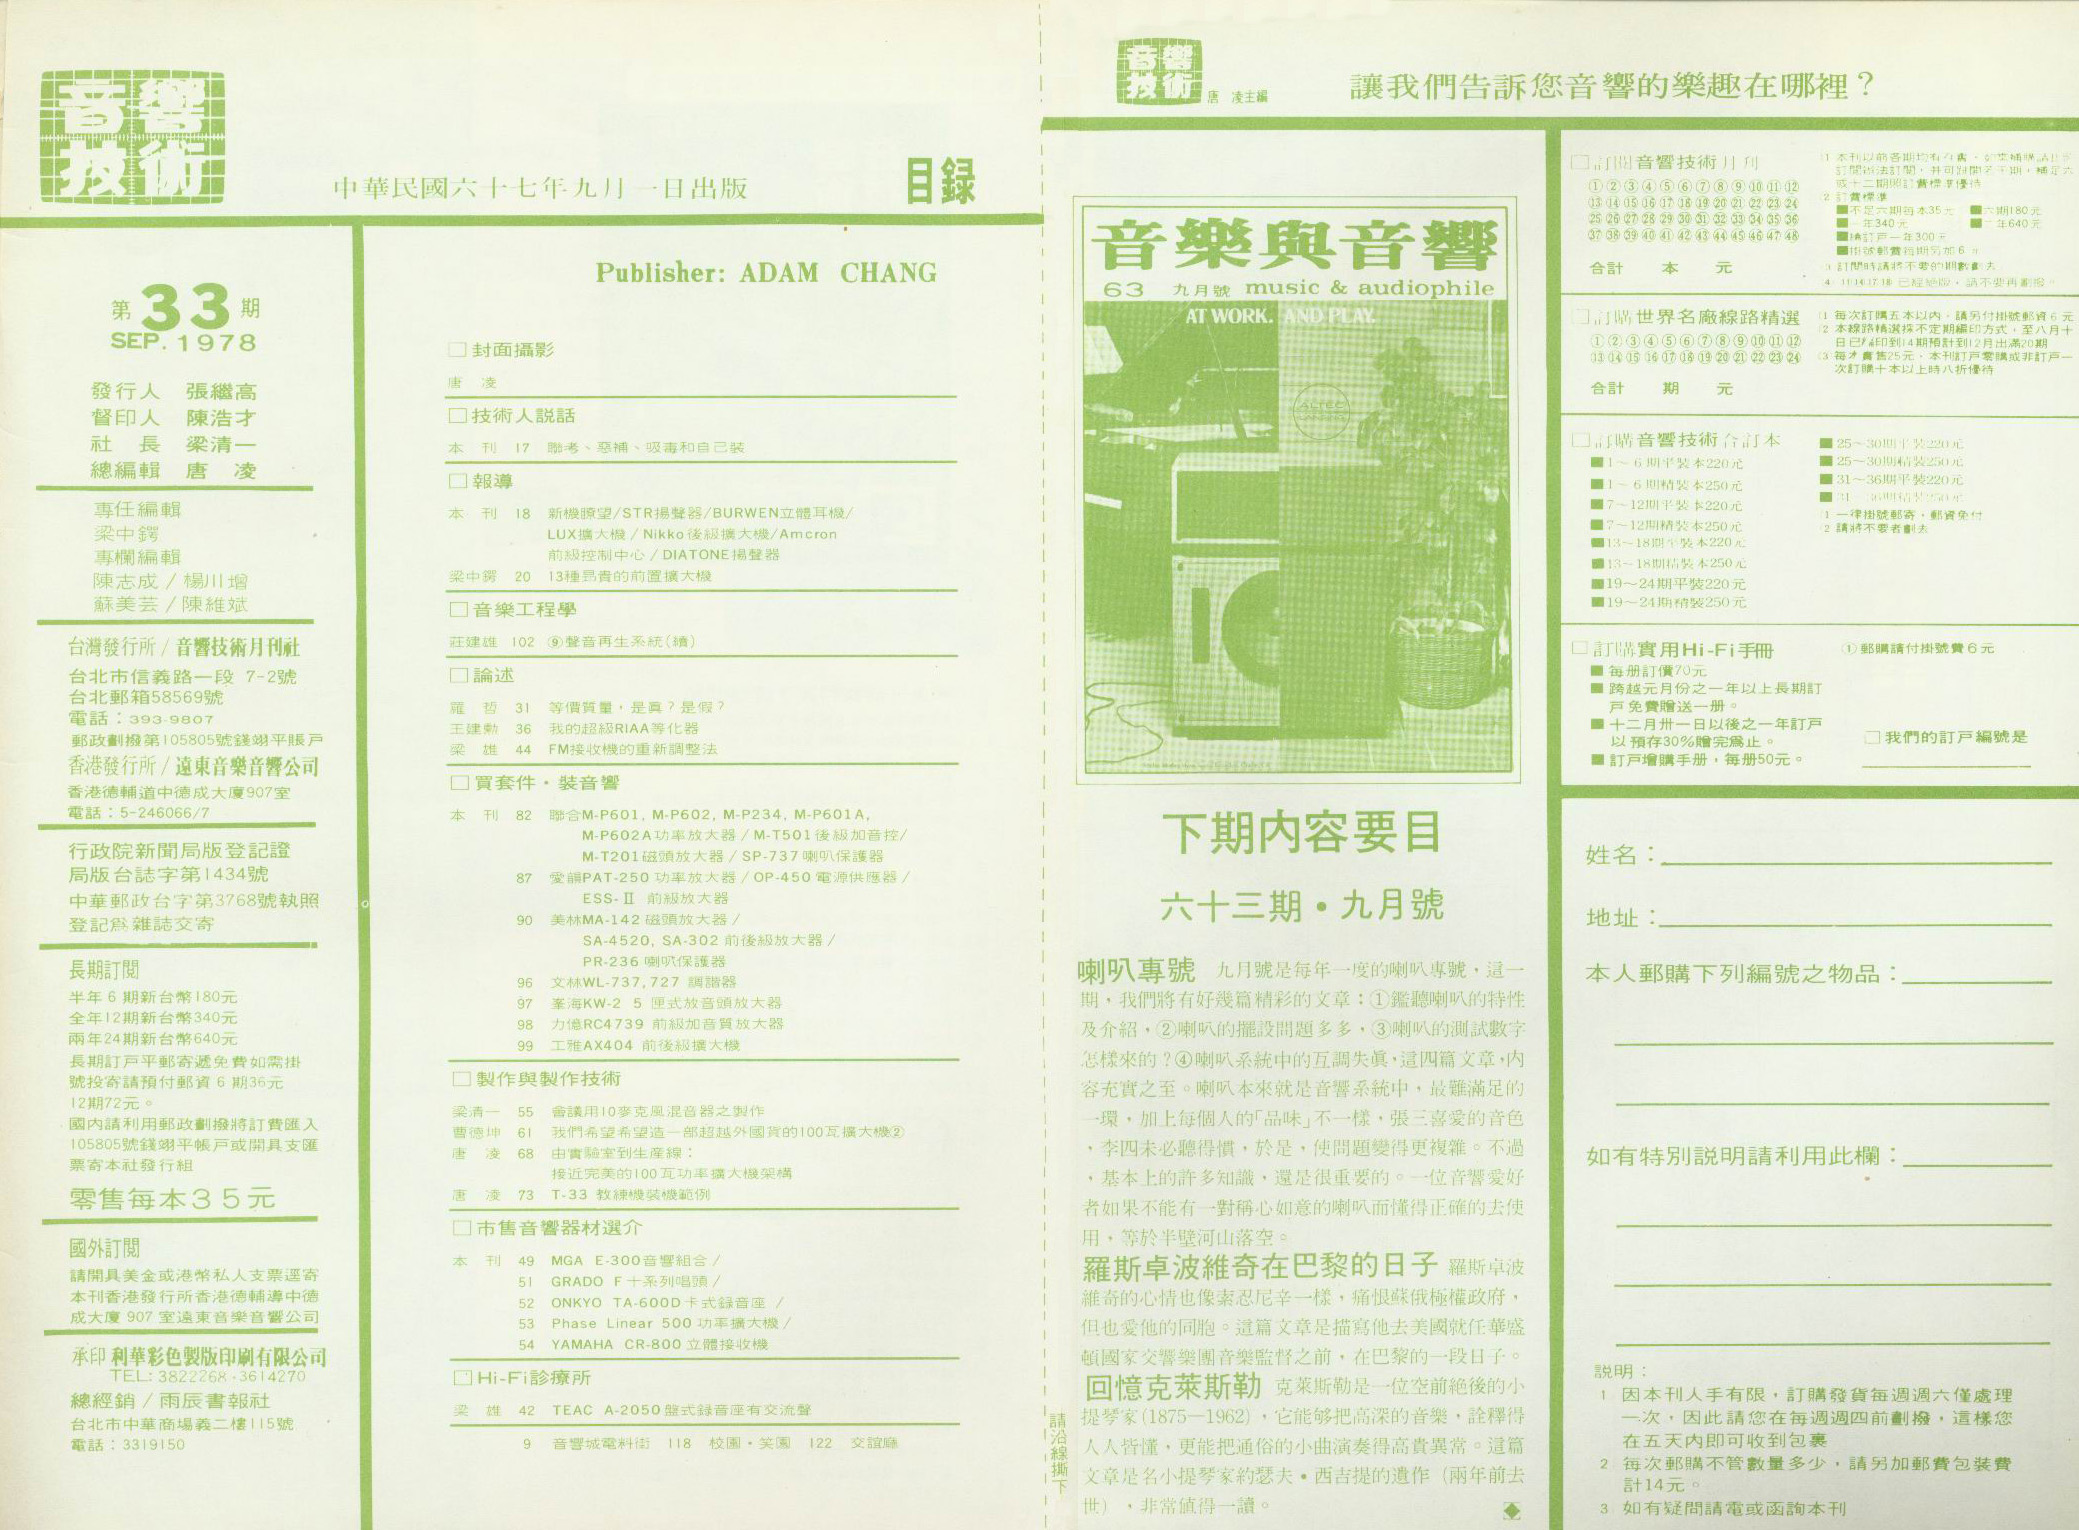 音響
技術
中華民國六十七年九月一日出版
目録
第33期
SEP. 1978
發行人 張繼高
督印人 陳浩才
社 長 梁清一
總編輯 唐 凌
專任編輯
梁中鍔
專欄編輯
陳志成／楊川增
蘇美芸／陳維斌
台灣發行所／音響技術月刊社
台北市信義路一段 7-2號
台北郵箱58569號
電話：393-9807
郵政劃撥第105805號錢翊平賬戶
香港發行所／遠東音樂音響公司
香港德輔道中德成大廈907室
電話：5-246066/7
行政院新聞局版登記證
局版台誌字第1434號
中華郵政台字第3768號執照
登記爲雜誌交寄
長期訂閲
半年6期新台幣180元
全年12期新台幣340元
兩年24期新台幣640元
長期訂戶平郵寄遞免費如需掛
號投寄請預付郵資6期36元
12期72元。
國內請利用郵政劃撥將訂費匯入
105805號錢翊平帳戶或開具支匯
票寄本社發行組
零售每本35元
國外訂閲
請開具美金或港幣私人支票逕寄
本刊香港發行所香港德輔導中德
成大廈 907 室遠東音樂音響公司
承印 利華彩色製版印刷有限公司
TEL: 3822268·3614270
總經銷／雨辰書報社
台北市中華商場義二樓115號
電話：3319150
Publisher: ADAM CHANG
□封面攝影
唐 凌
□技術人説話
本 刊 17 聯考、惡補、吸毒和自己裝
□報導
本 刊 18 新機瞭望/STR揚聲器/BURWEN立體耳機/
LUX擴大機/Nikko後級擴大機/Amcron
前級控制中心/DIATONE揚聲器
梁中鍔 20 13種昂貴的前置擴大機
□音樂工程學
莊建雄 102 ⑨聲音再生系統(續)
□論述
羅 哲 31 等價質量，是真？是假？
王建勳 36 我的超級RIAA等化器
梁 雄 44 FM接收機的重新調整法
□買套件·裝音響
本 刊 82 聯合M-P601, M-P602, M-P234, M-P601A,
M-P602A功率放大器/M-T501後級加音控/
M-T201磁頭放大器/SP-737喇叭保護器
87 愛韻PAT-250功率放大器/OP-450電源供應器/
ESS-Ⅱ 前級放大器
90 美林MA-142磁頭放大器/
SA-4520, SA-302前後級放大器/
PR-236喇叭保護器
96 文林WL-737,727 調諧器
97 峯海KW-2 5 匣式放音頭放大器
98 力億RC4739 前級加音質放大器
99 工雅AX404 前後級擴大機
□製作與製作技術
梁清一 55 會議用10麥克風混音器之製作
曹德坤 61 我們希望希望造一部超越外國貨的100瓦擴大機②
唐 凌 68 由實驗室到生産線：
接近完美的100瓦功率擴大機架構
唐 凌 73 T-33 教練機裝機範例
□市售音響器材選介
本 刊 49 MGA E-300音響組合/
51 GRADO F十系列唱頭/
52 ONKYO TA-600D卡式録音座/
53 Phase Linear 500功率擴大機/
54 YAMAHA CR-800立體接收機
□Hi-Fi診療所
梁 雄 42 TEAC A-2050盤式録音座有交流聲
9 音響城電料街 118 校園·笑園 122 交誼廳
請沿線撕下
音響
技術
唐 凌主編
讓我們告訴您音響的樂趣在哪裡？
音樂與音響
63 九月號 music & audiophile
AT WORK. AND PLAY.
ALTEC
下期內容要目
六十三期·九月號
喇叭專號 九月號是每年一度的喇叭專號，這一
期，我們將有好幾篇精彩的文章：①鑑聽喇叭的特性
及介紹，②喇叭的擺設問題多多，③喇叭的測試數字
怎樣來的？④喇叭系統中的互調失眞，這四篇文章，内
容充實之至。喇叭本來就是音響系統中，最難滿足的
一環，加上每個人的「品味」不一樣，張三喜愛的音色
，李四未必聽得慣，於是，使問題變得更複雜。不過
，基本上的許多知識，還是很重要的。一位音響愛好
者如果不能有一對稱心如意的喇叭而懂得正確的去使
用，等於半壁河山落空。
羅斯卓波維奇在巴黎的日子 羅斯卓波
維奇的心情也像索忍尼辛一樣，痛恨蘇俄極權政府，
但也愛他的同胞。這篇文章是描寫他去美國就任華盛
頓國家交響樂團音樂監督之前，在巴黎的一段日子。
回憶克萊斯勒 克萊斯勒是一位空前絶後的小
提琴家(1875—1962)，它能够把高深的音樂，詮釋得
人人皆懂，更能把通俗的小曲演奏得高貴異常。這篇
文章是名小提琴家約瑟夫·西吉提的遺作（兩年前去
世），非常值得一讀。
□訂閲音響技術月刊
①②③④⑤⑥⑦⑧⑨⑩⑪⑫
⑬⑭⑮⑯⑰⑱⑲⑳㉑㉒㉓㉔
㉕㉖㉗㉘㉙㉚㉛㉜㉝㉞㉟㊱
㊲㊳㊴㊵㊶㊷㊸㊹㊺㊻㊼㊽
合計 本 元
1 本刊以前各期均有存書，如來補購請
訂閲辦法訂閲，并可跳開若干期，補足六
或十二期照訂費標準優待
2 訂費標準
■不足六期每本35元 ■六期180元
■一年340元 ■二年640元
■續訂戶一年300元
■掛號郵費每期另加6元
3 訂閲時請將不要的期數劃去
已經絕版，請不要再劃撥。
□訂購世界名廠線路精選
①②③④⑤⑥⑦⑧⑨⑩⑪⑫
⑬⑭⑮⑯⑰⑱⑲⑳㉑㉒㉓㉔
合計 期 元
1 每次訂購五本以內，請另付掛號郵資6元
2 本線路精選採不定期編印方式，至八月十
日已編印到14期預計到12月出滿20期
3 每本實售25元，本刊訂戶零購或非訂戶一
次訂購十本以上時八折優待
□訂購音響技術合訂本
■1～6期平裝本220元
■1～6期精裝本250元
■7～12期平裝本220元
■7～12期精裝本250元
■13～18期平裝本220元
■13～18期精裝本250元
■19～24期平裝220元
■19～24期精裝250元
■25～30期平裝220元
■25～30期精裝250元
■31～36期平裝220元
■31～36期精裝250元
1 一律掛號郵寄，郵資免付
2 請將不要者劃去
□訂購實用Hi-Fi手冊
■每册訂價70元
■跨越元月份之一年以上長期訂
戶免費贈送一册。
■十二月卅一日以後之一年訂戶
以預存30%贈完爲止。
■訂戶增購手册，每册50元。
①郵購請付掛號費6元
□我們的訂戶編號是
姓名：
地址：
本人郵購下列編號之物品：
如有特別説明請利用此欄：
説明：
1 因本刊人手有限，訂購發貨每週週六僅處理
一次，因此請您在每週週四前劃撥，這樣您
在五天內即可收到包裹
2 每次郵購不管數量多少，請另加郵費包裝費
計14元。
3 如有疑問請電或函詢本刊